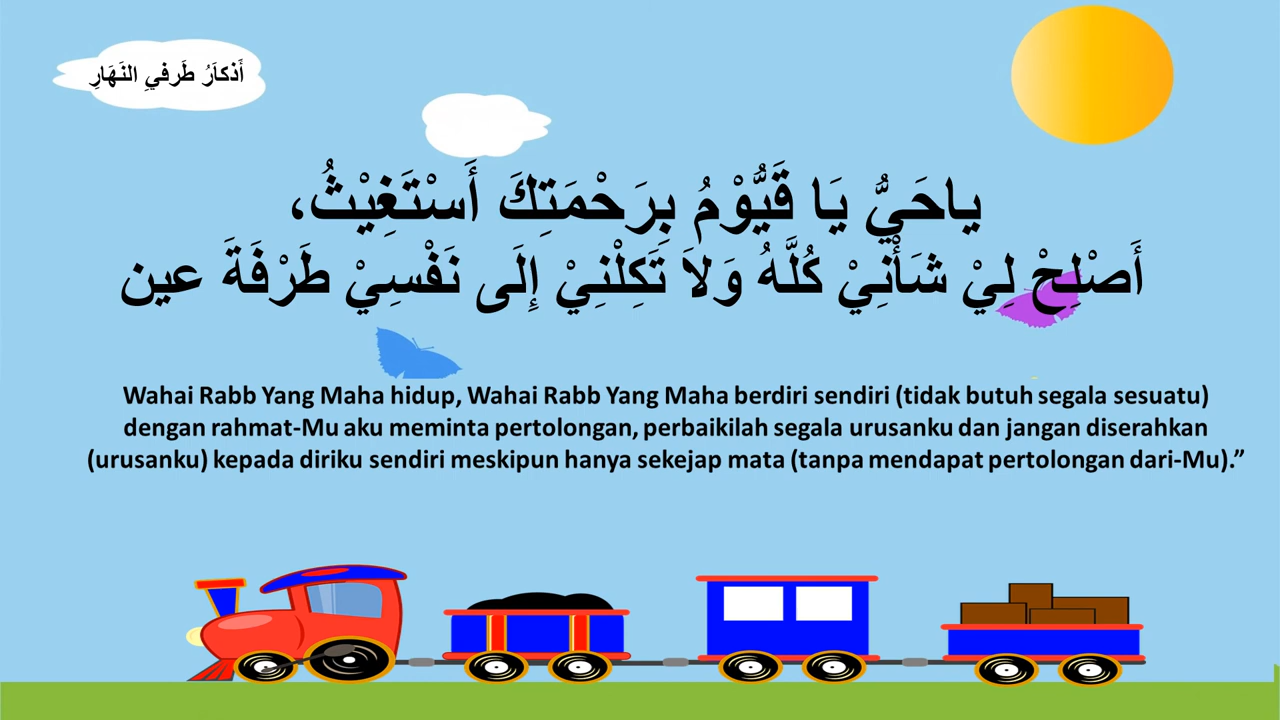 أَذكاَرُ طَرفيِ النَهَارِ
ياحَيُّ يَا قَيُّوْمُ بِرَحْمَتِكَ أَسْتَغِيْثُ،
أَصْلِحْ لِيْ شَأْنِيْ كُلَّهُ وَلاَ تَكِلْنِيْ إِلَى نَفْسِيْ طَرْفَةَ عين
Wahai Rabb Yang Maha hidup, Wahai Rabb Yang Maha berdiri sendiri (tidak butuh segala sesuatu)
dengan rahmat-Mu aku meminta pertolongan, perbaikilah segala urusanku dan jangan diserahkan
(urusanku) kepada diriku sendiri meskipun hanya sekejap mata (tanpa mendapat pertolongan dari-Mu).”